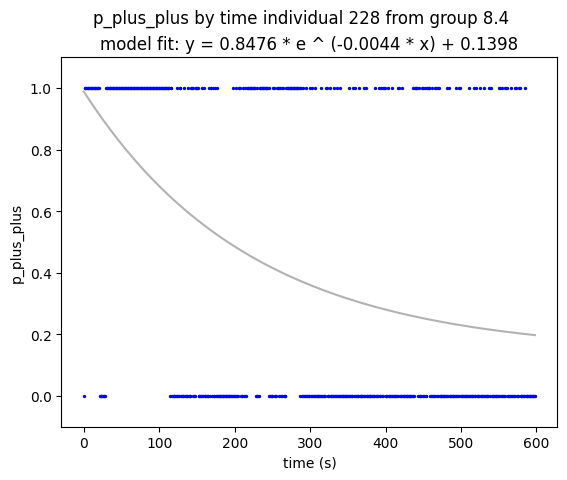 p_plus_plus by time individual 228 from group 8.4
model fit: y = 0.8476 * e ^ (-0.0044 * x) + 0.1398
1.0
0.8
0.6
0.4
0.2
0.0
p_plus_plus
0 100 200 300 400 500 600
time (s)